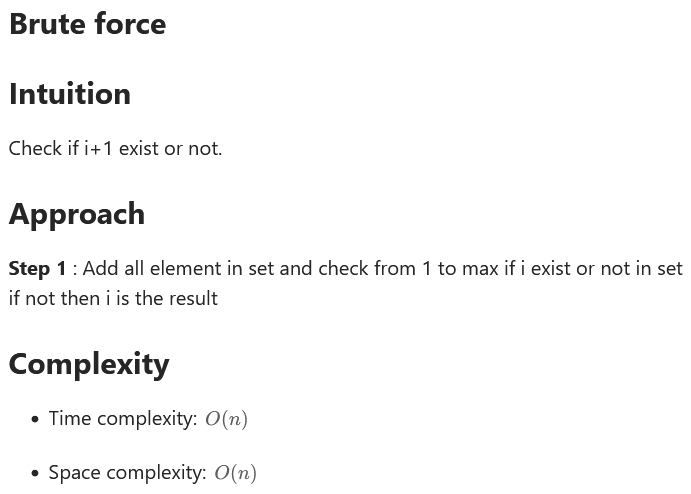 Brute force
Intuition
Check if i+1 exist or not.
Approach
Step 1 : Add all element in set and check from 1 to max if i exist or not in set
if not then i is the result
Complexity
• Time complexity: O(n)
• Space complexity: O(n)